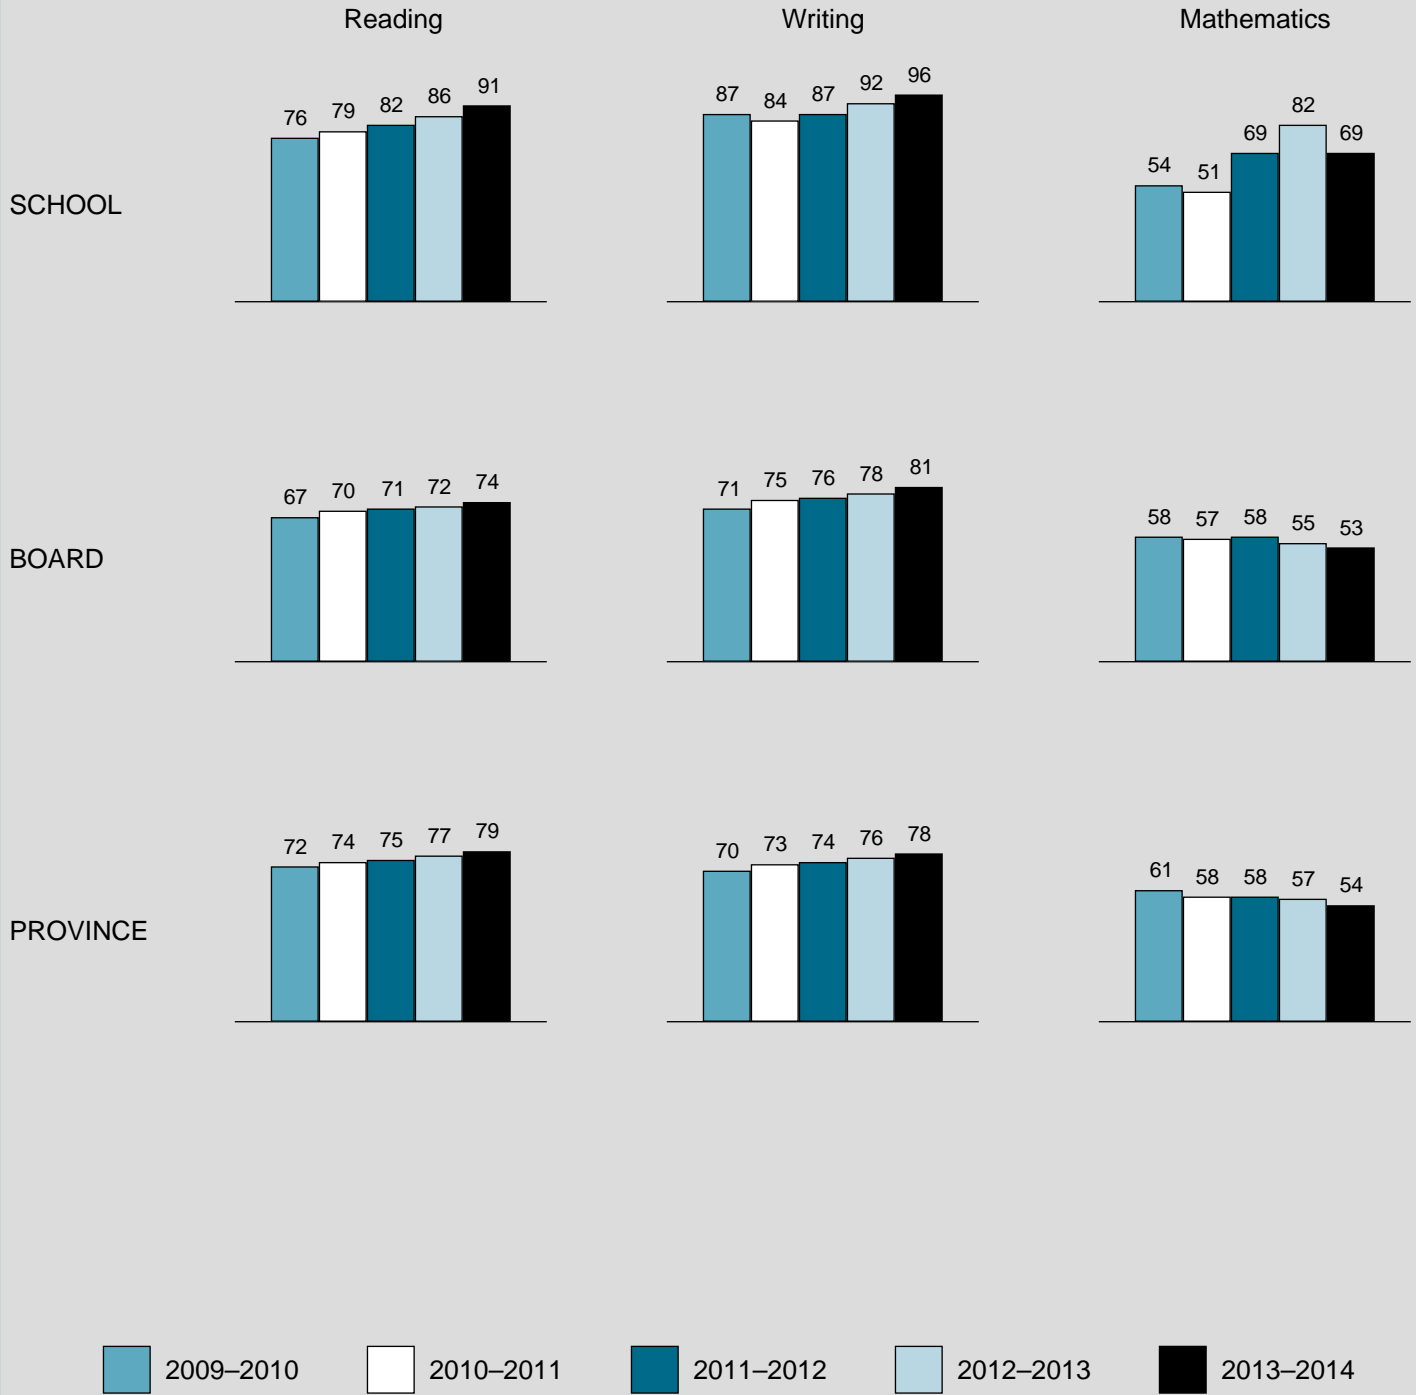 Reading Writing Mathematics
76 79 82 86 91
87 84 87 92 96
54 51 69 82 69
SCHOOL
67 70 71 72 74
71 75 76 78 81
58 57 58 55 53
BOARD
72 74 75 77 79
70 73 74 76 78
61 58 58 57 54
PROVINCE
2009–2010 2010–2011 2011–2012 2012–2013 2013–2014